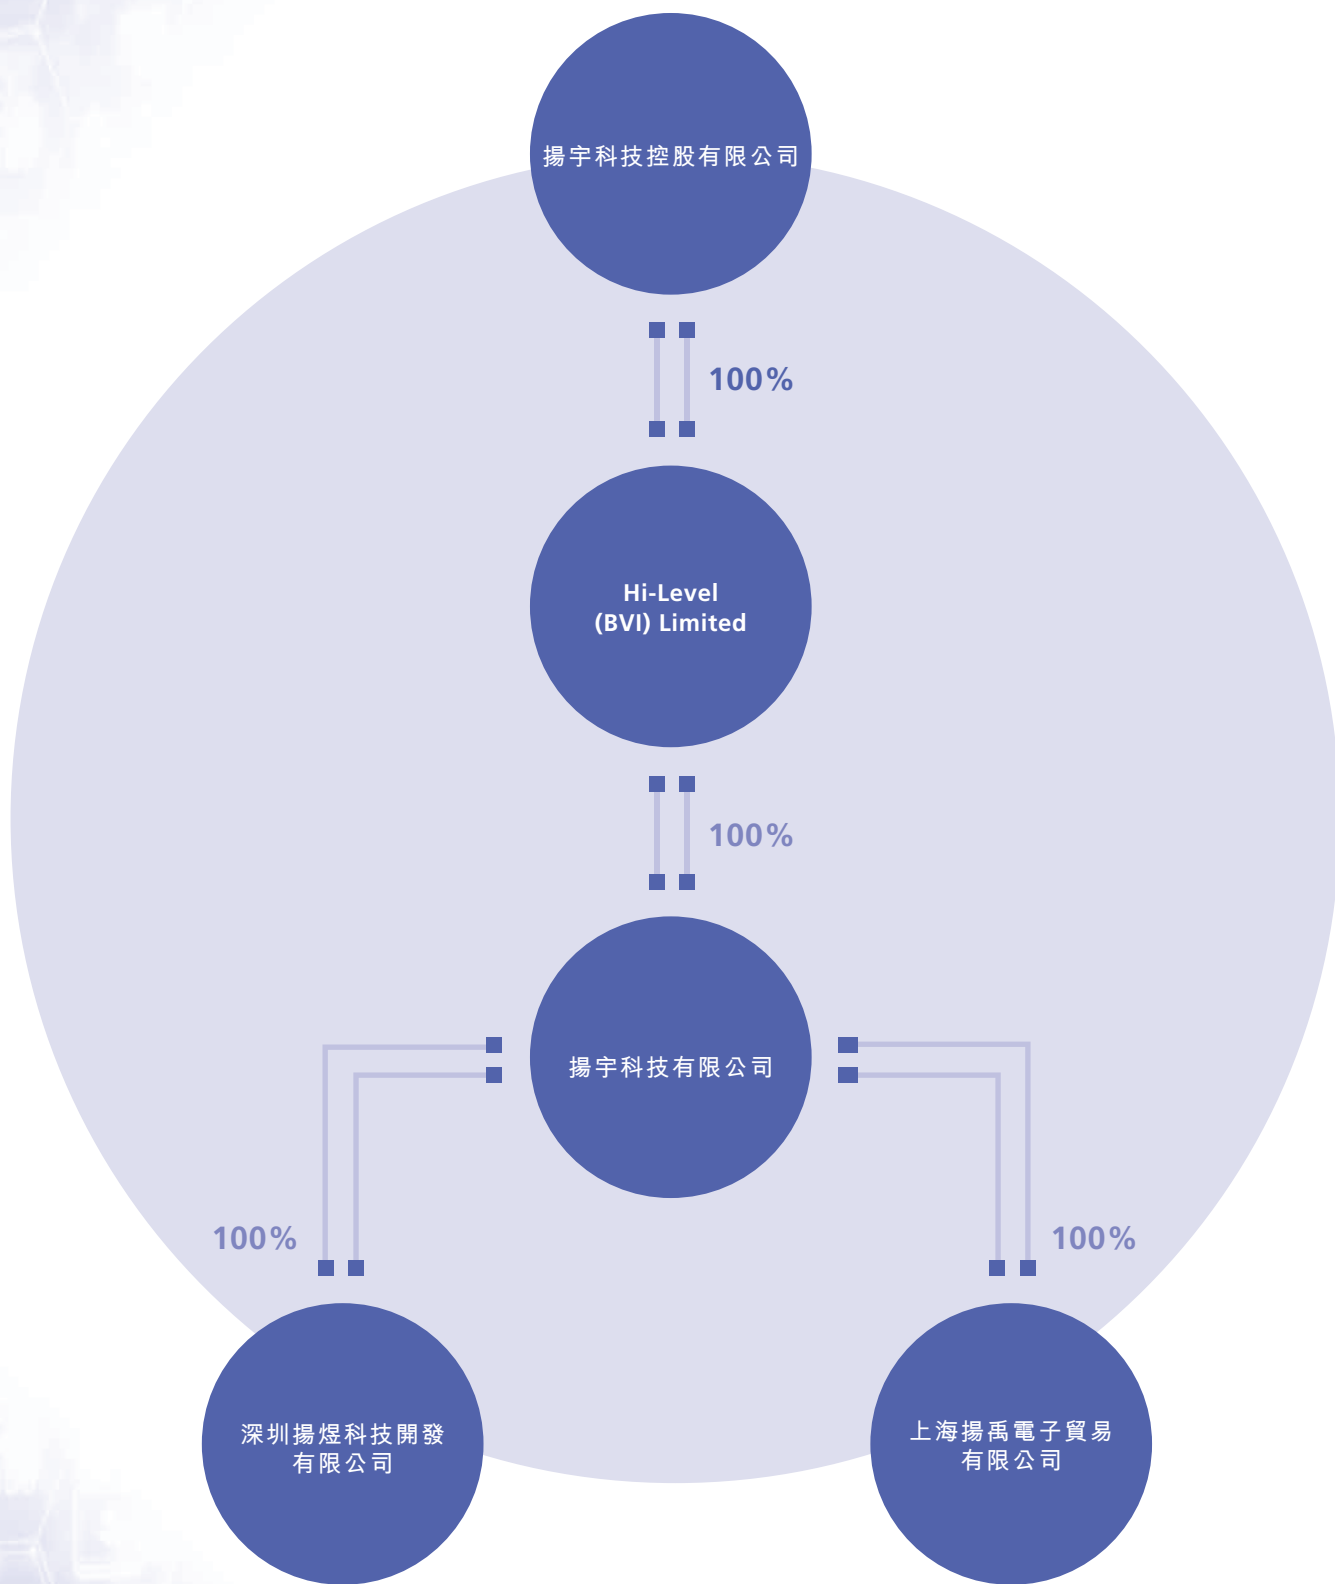 揚宇科技控股有限公司
100%
Hi-Level
(BVI) Limited
100%
揚宇科技有限公司
100%
100%
深圳揚煜科技開發
有限公司
上海揚禹電子貿易
有限公司